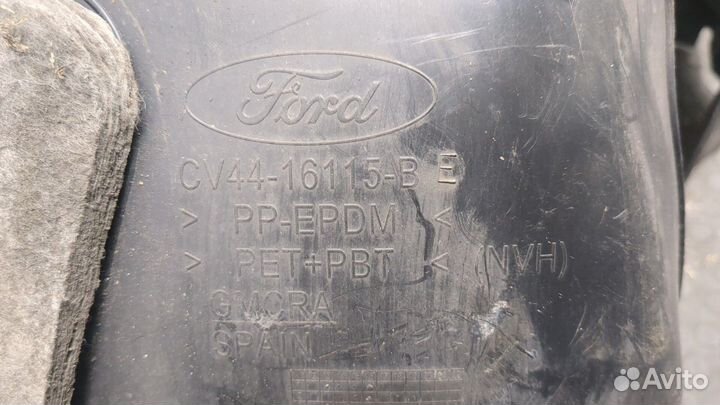 Ford
CV44-16115-B E
> PP-EPDM <
> PET+PBT < (NVH)
GMCRA
SPAIN
Avito